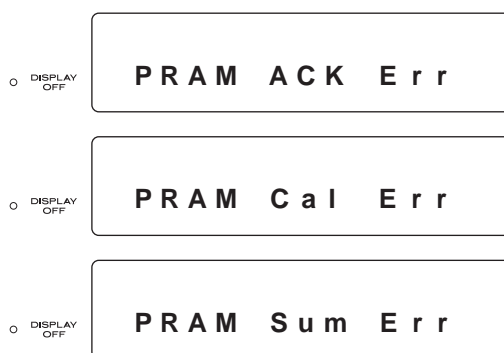 DISPLAY
OFF
PRAM ACK Err
DISPLAY
OFF
PRAM Cal Err
DISPLAY
OFF
PRAM Sum Err